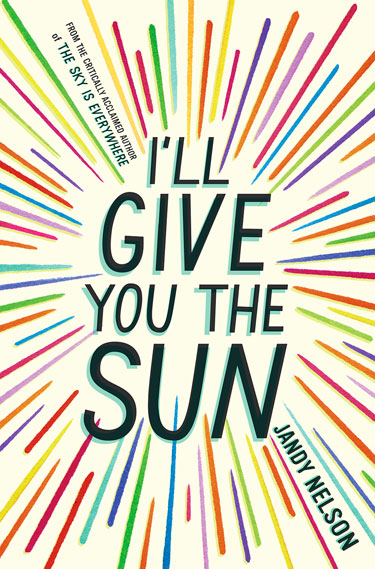 FROM THE CRITICALLY ACCLAIMED AUTHOR
of THE SKY IS EVERYWHERE
I'LL
GIVE
YOU THE
SUN
JANDY NELSON